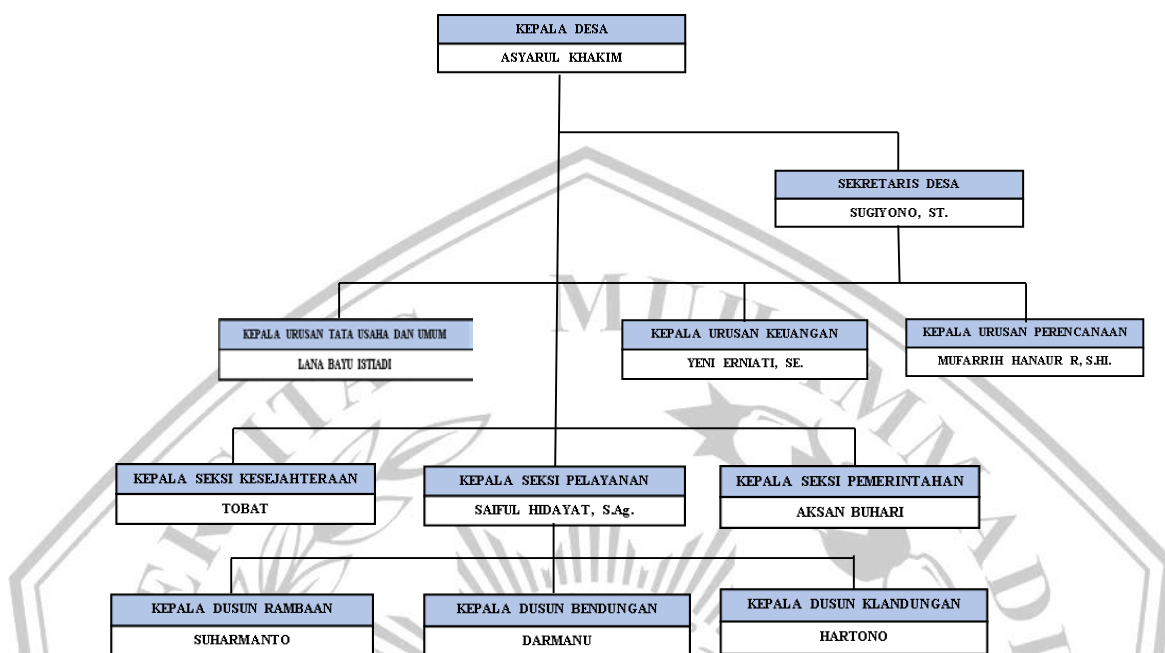 KEPALA DESA
ASYARUL KHAKIM
SEKRETARIS DESA
SUGIYONO, ST.
KEPALA URUSAN TATA USAHA DAN UMUM
LANA BAYU ISTIADI
KEPALA URUSAN KEUANGAN
YENI ERNIATI, SE.
KEPALA URUSAN PERENCANAAN
MUFARRIH HANAUR R, S.HI.
KEPALA SEKSI KESEJAHTERAAN
TOBAT
KEPALA SEKSI PELAYANAN
SAIFUL HIDAYAT, S.Ag.
KEPALA SEKSI PEMERINTAHAN
AKSAN BUHARI
KEPALA DUSUN RAMBAAN
SUHARMANTO
KEPALA DUSUN BENDUNGAN
DARMANU
KEPALA DUSUN KLANDUNGAN
HARTONO
ERSITAS MUHAMMADI